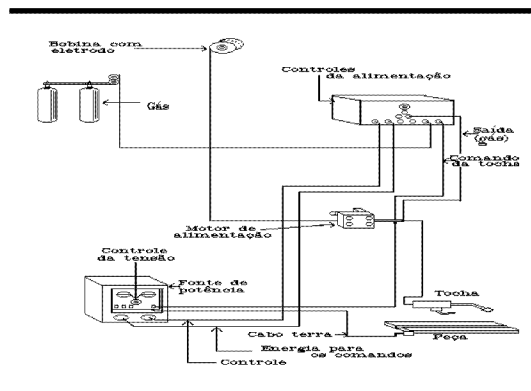 Bobina com
eletrodo
Controles
da alimentação
Gás
Saída
(gás)
Comando
da tochs
Motor de
alimentação
Controle
da tensão
Fonte de
potência
Tocha
Cabo terra
Peça
Energia para
os comandos
Controle